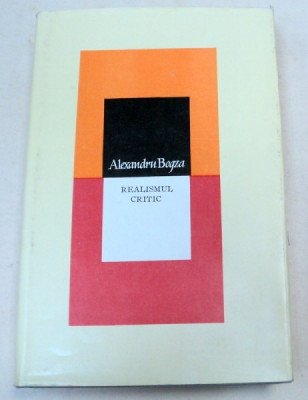 Alexandru Bogza
REALISMUL
CRITIC